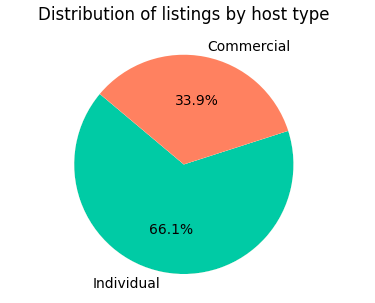 Distribution of listings by host type
Commercial
33.9%
66.1%
Individual